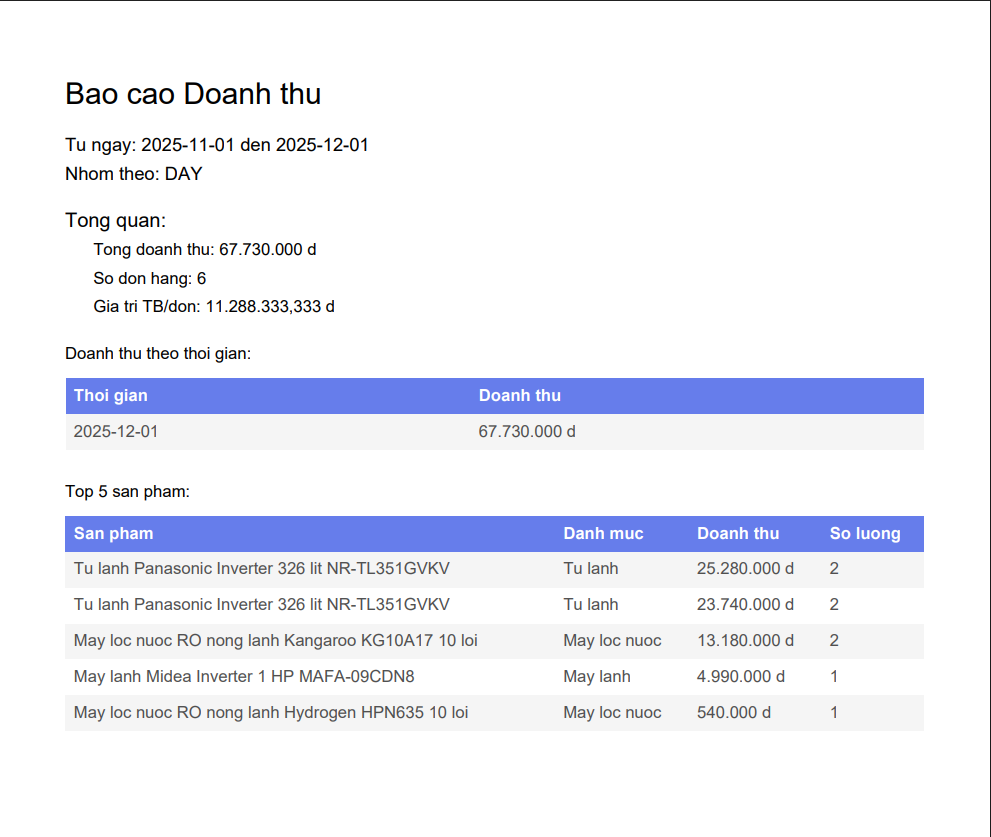 Bao cao Doanh thu
Tu ngay: 2025-11-01 den 2025-12-01
Nhom theo: DAY
Tong quan:
Tong doanh thu: 67.730.000 d
So don hang: 6
Gia tri TB/don: 11.288.333,333 d
Doanh thu theo thoi gian:
Thoi gian Doanh thu
2025-12-01 67.730.000 d
Top 5 san pham:
San pham Danh muc Doanh thu So luong
Tu lanh Panasonic Inverter 326 lit NR-TL351GVKV Tu lanh 25.280.000 d 2
Tu lanh Panasonic Inverter 326 lit NR-TL351GVKV Tu lanh 23.740.000 d 2
May loc nuoc RO nong lanh Kangaroo KG10A17 10 loi May loc nuoc 13.180.000 d 2
May lanh Midea Inverter 1 HP MAFA-09CDN8 May lanh 4.990.000 d 1
May loc nuoc RO nong lanh Hydrogen HPN635 10 loi May loc nuoc 540.000 d 1